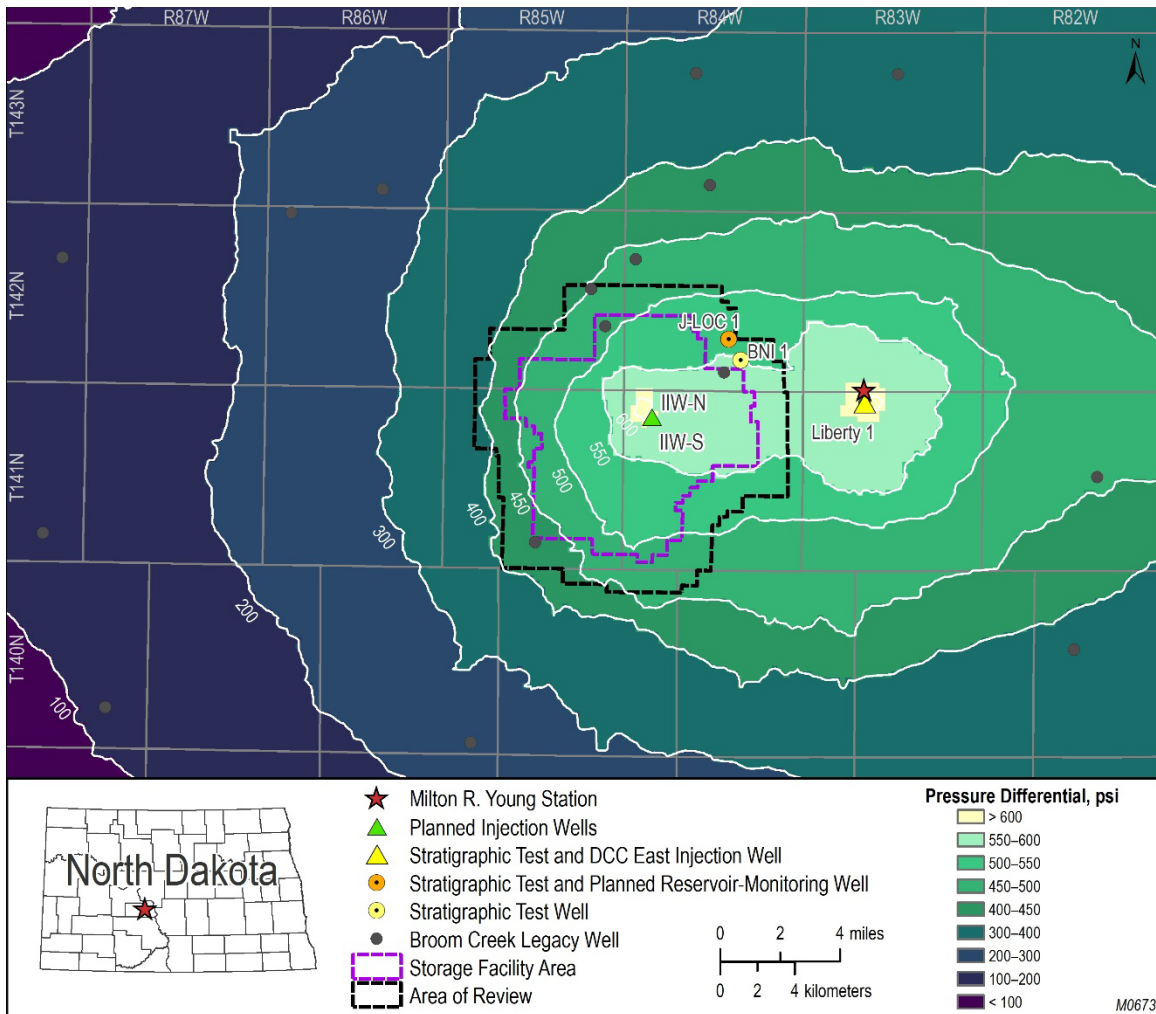 R87W
R86W
R85W
R84W
R83W
R82W
N
T143N
T142N
T141N
T140N
J-LOC 1
BNI 1
IIW-N
IIW-S
Liberty 1
600
550
500
450
400
300
200
100
North Dakota
Milton R. Young Station
Planned Injection Wells
Stratigraphic Test and DCC East Injection Well
Stratigraphic Test and Planned Reservoir-Monitoring Well
Stratigraphic Test Well
Broom Creek Legacy Well
Storage Facility Area
Area of Review
0 2 4 miles
0 2 4 kilometers
Pressure Differential, psi
> 600
550–600
500–550
450–500
400–450
300–400
200–300
100–200
< 100
M0673